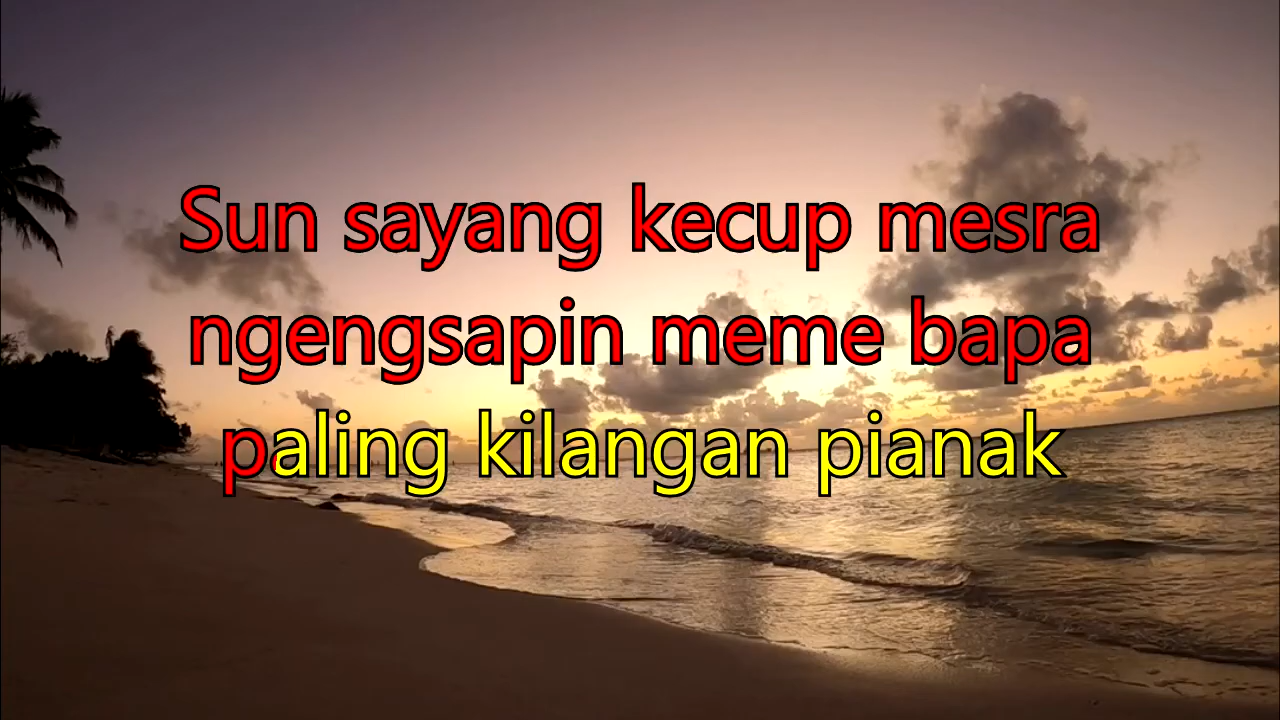 Sun sayang kecup mesra
ngengsapin meme bapa
paling kilangan pianak